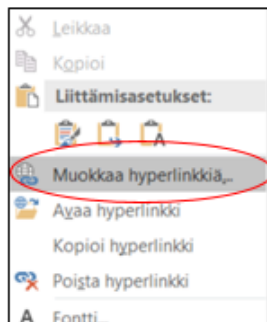 Leikkaa
Kopioi
Liittämisasetukset:
Muokkaa hyperlinkkiä...
Avaa hyperlinkki
Kopioi hyperlinkki
Poista hyperlinkki
Fontti...